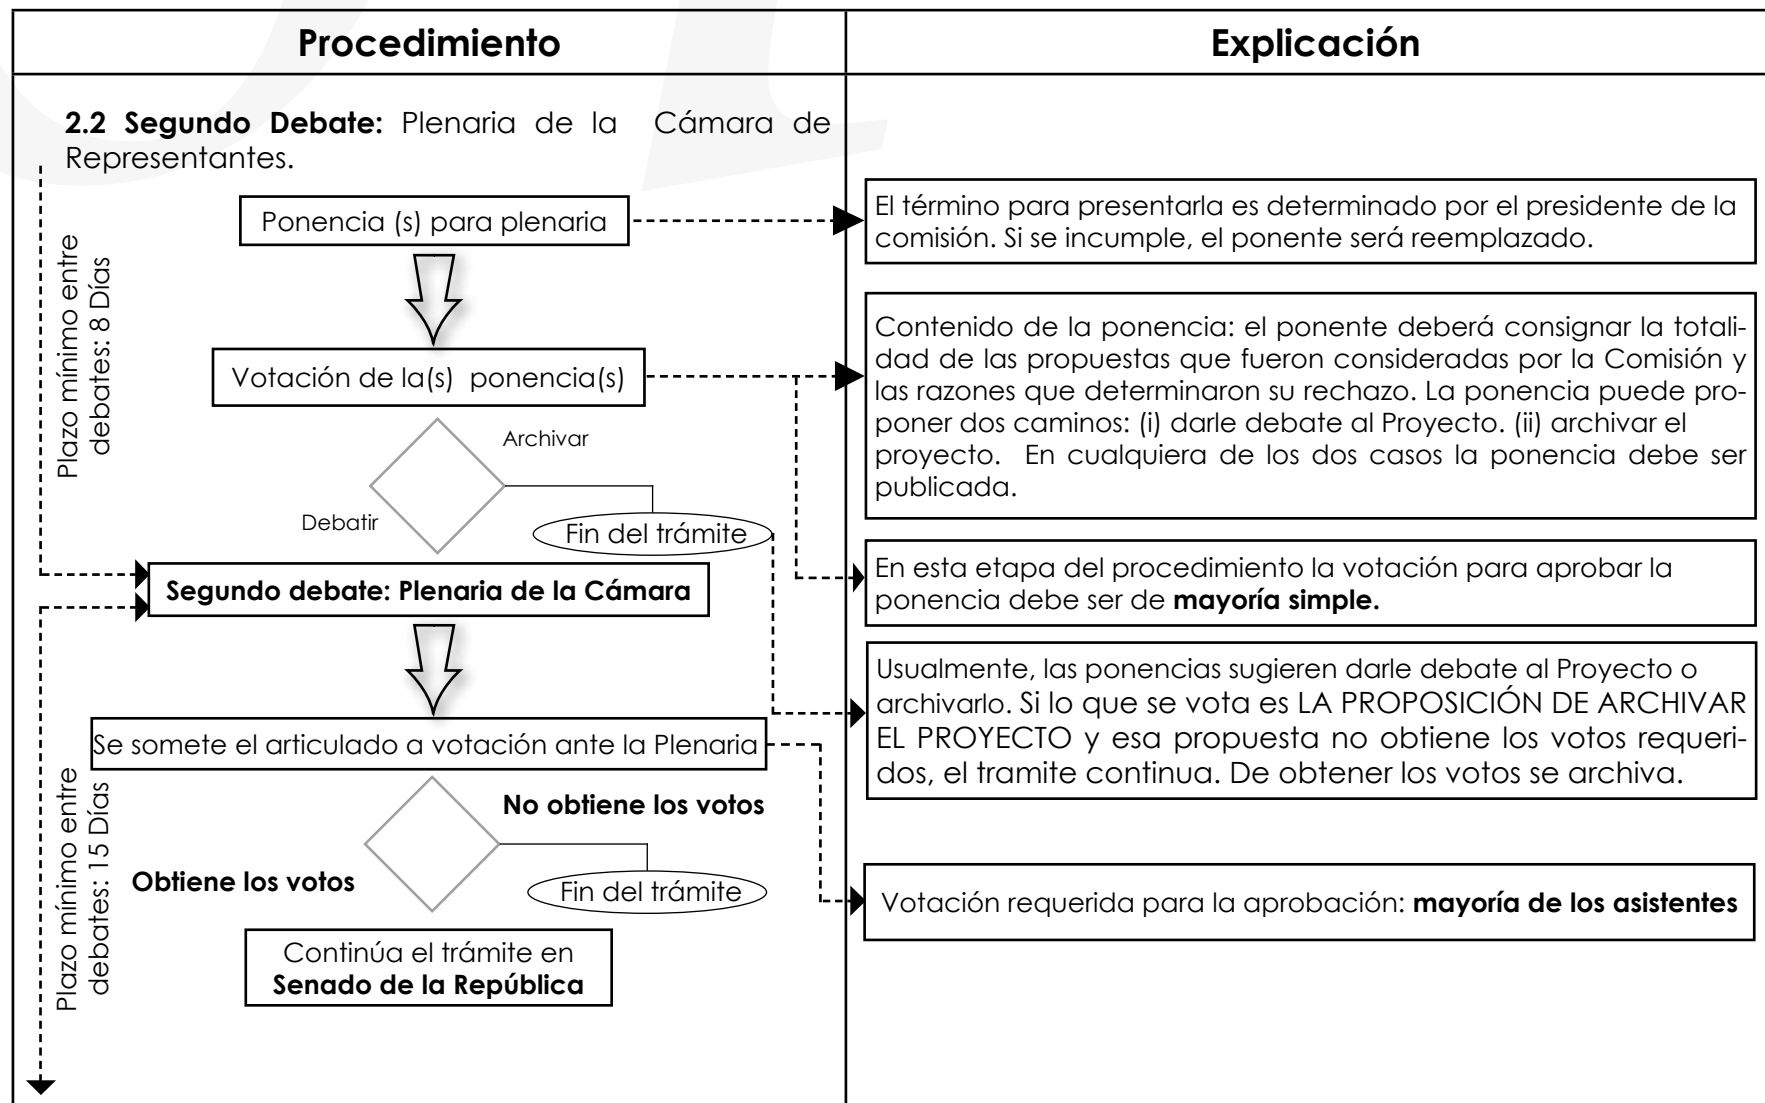 Procedimiento
Explicación
2.2 Segundo Debate: Plenaria de la Cámara de
Representantes.
Plazo mínimo entre
debates: 8 Días
Ponencia (s) para plenaria
El término para presentarla es determinado por el presidente de la
comisión. Si se incumple, el ponente será reemplazado.
Votación de la(s) ponencia(s)
Contenido de la ponencia: el ponente deberá consignar la totali-
dad de las propuestas que fueron consideradas por la Comisión y
las razones que determinaron su rechazo. La ponencia puede pro-
poner dos caminos: (i) darle debate al Proyecto. (ii) archivar el
proyecto. En cualquiera de los dos casos la ponencia debe ser
publicada.
Archivar
Debatir
Fin del trámite
Segundo debate: Plenaria de la Cámara
En esta etapa del procedimiento la votación para aprobar la
ponencia debe ser de mayoría simple.
Usualmente, las ponencias sugieren darle debate al Proyecto o
archivarlo. Si lo que se vota es LA PROPOSICIÓN DE ARCHIVAR
EL PROYECTO y esa propuesta no obtiene los votos requeri-
dos, el tramite continua. De obtener los votos se archiva.
Plazo mínimo entre
debates: 15 Días
Se somete el articulado a votación ante la Plenaria
No obtiene los votos
Obtiene los votos
Fin del trámite
Votación requerida para la aprobación: mayoría de los asistentes
Continúa el trámite en
Senado de la República